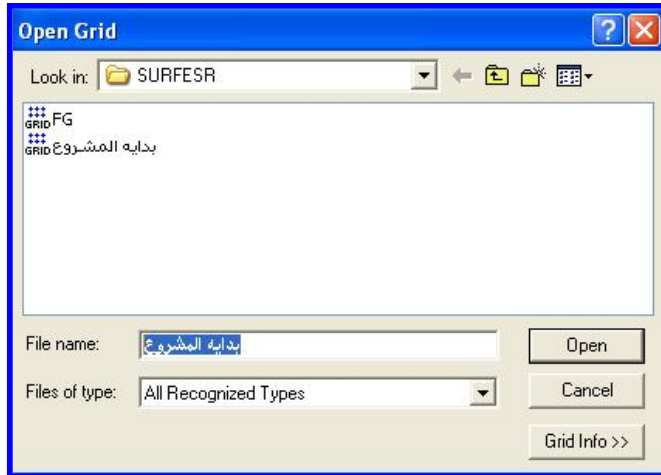 Open Grid
Look in: SURFESR
GRID FG
GRID بدايه المشروع
File name: بدايه المشروع Open
Files of type: All Recognized Types Cancel
Grid Info >>